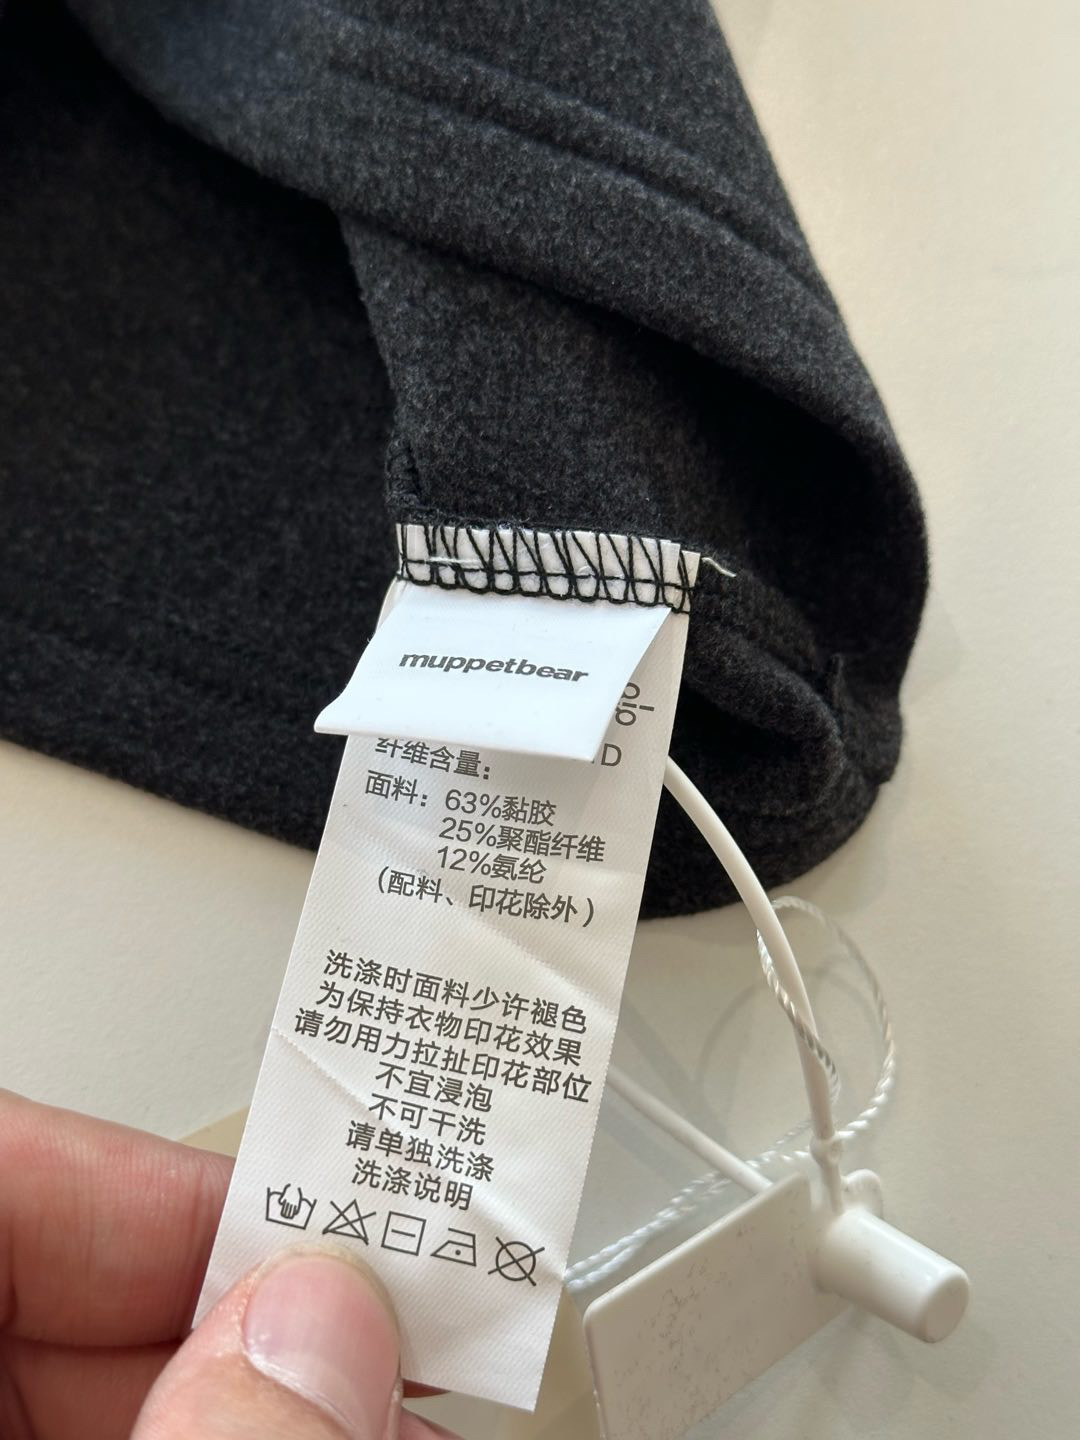 muppetbear
纤维含量：
面料：63%黏胶
25%聚酯纤维
12%氨纶
（配料、印花除外）
洗涤时面料少许褪色
为保持衣物印花效果
请勿用力拉扯印花部位
不宜浸泡
不可干洗
请单独洗涤
洗涤说明